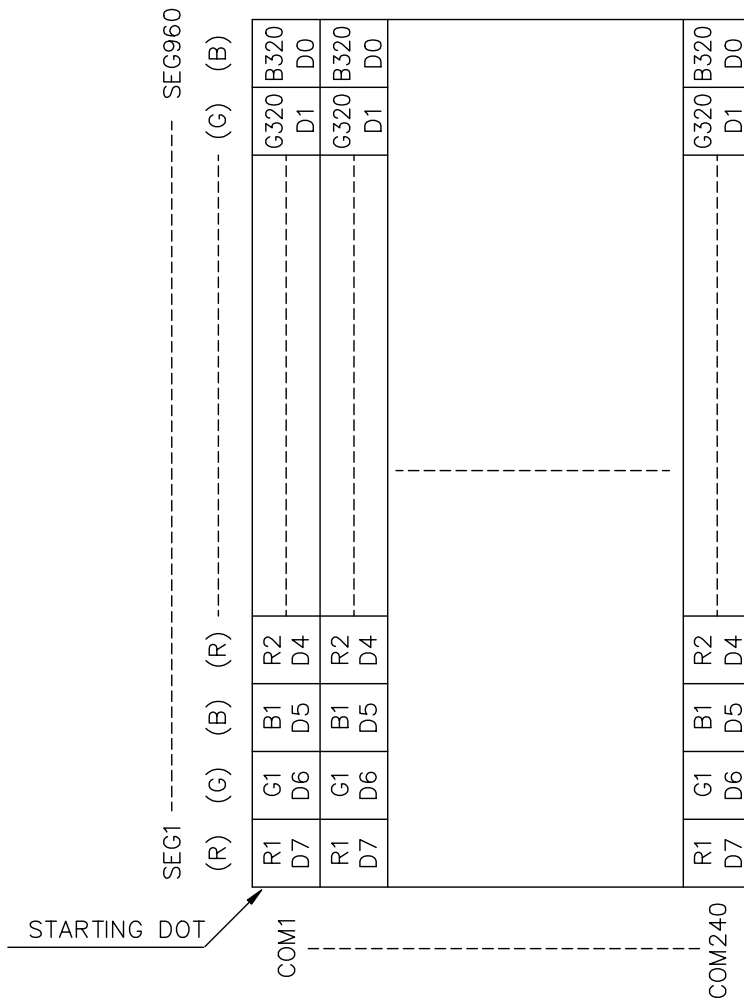 SEG1 SEG960
(R) (G) (B) (R) (G) (B)
STARTING DOT
COM1
R1 G1 B1 R2 G320 B320
D7 D6 D5 D4 D1 D0
R1 G1 B1 R2 G320 B320
D7 D6 D5 D4 D1 D0
COM240
R1 G1 B1 R2 G320 B320
D7 D6 D5 D4 D1 D0